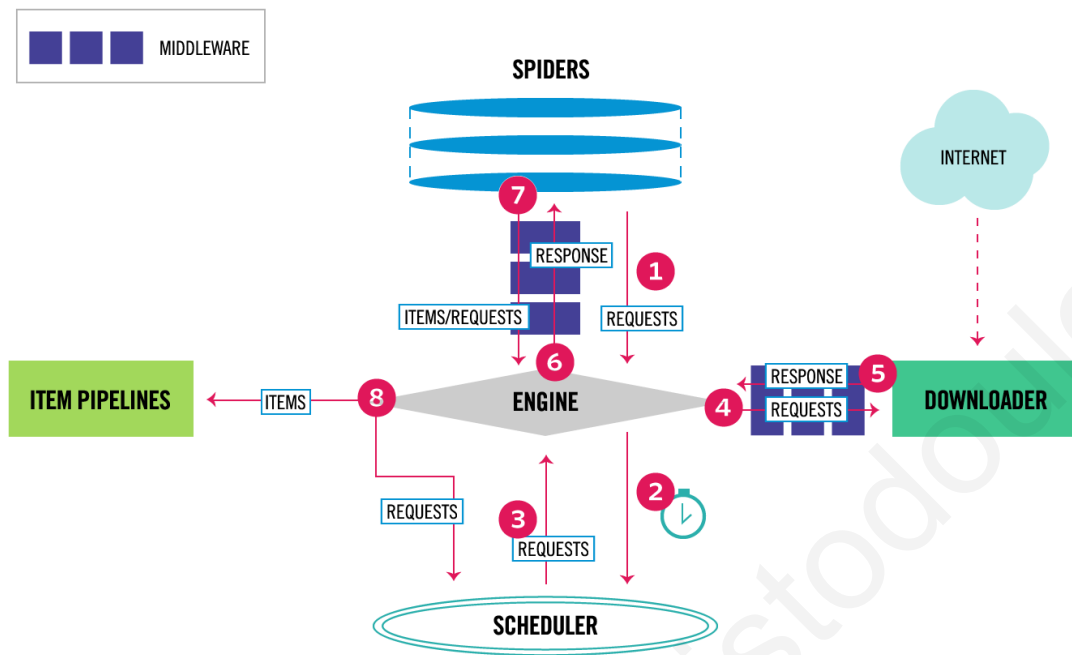 MIDDLEWARE
SPIDERS
INTERNET
7
RESPONSE
1
ITEMS/REQUESTS
REQUESTS
6
ITEM PIPELINES
ITEMS
8
ENGINE
4
RESPONSE
5
REQUESTS
DOWNLOADER
REQUESTS
3
REQUESTS
2
SCHEDULER